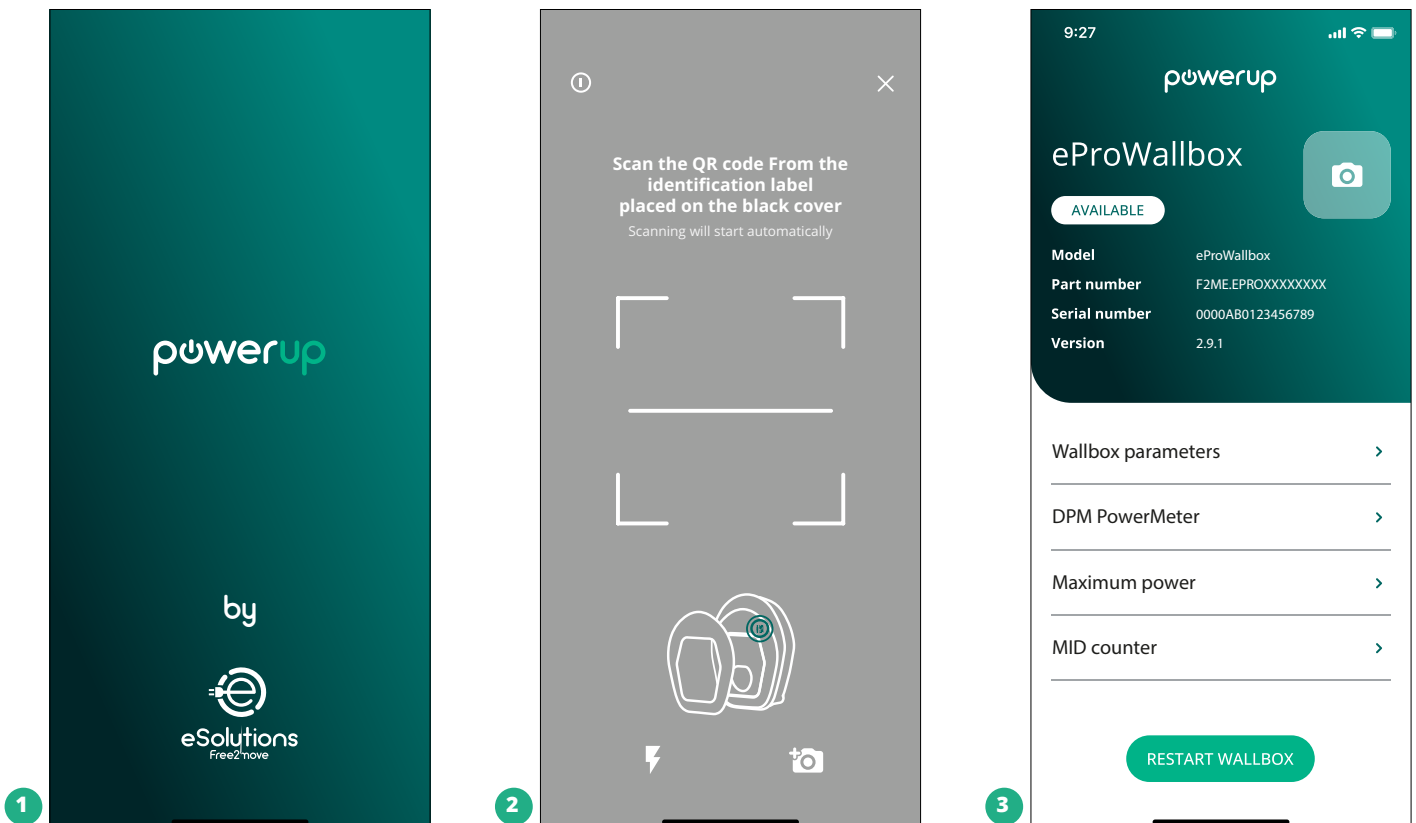 powerup
by
eSolutions
Free2move
1
Scan the QR code From the
identification label
placed on the black cover
Scanning will start automatically
2
9:27
powerup
eProWallbox
AVAILABLE
Model eProWallbox
Part number F2ME.EPROXXXXXXXX
Serial number 0000AB0123456789
Version 2.9.1
Wallbox parameters
DPM PowerMeter
Maximum power
MID counter
RESTART WALLBOX
3